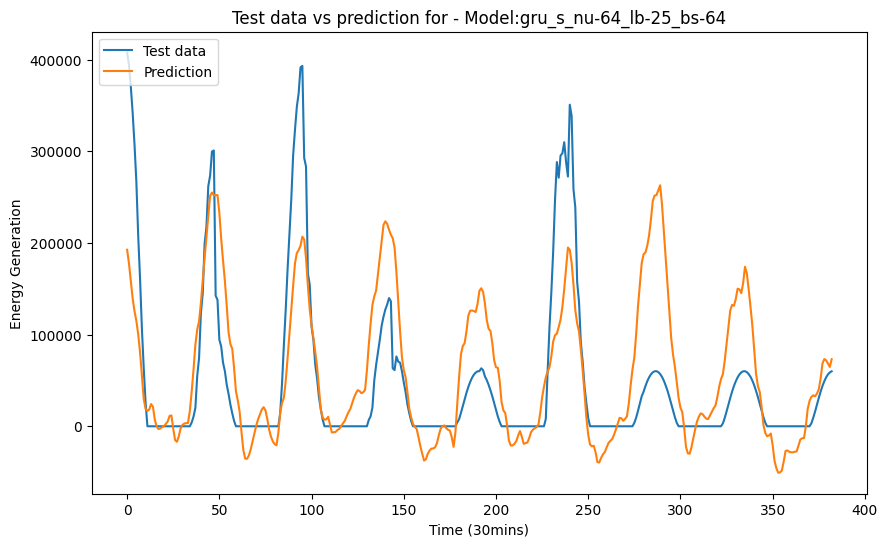 Test data vs prediction for - Model:gru_s_nu-64_lb-25_bs-64
Test data
Prediction
Energy Generation
400000
300000
200000
100000
0
0 50 100 150 200 250 300 350 400
Time (30mins)